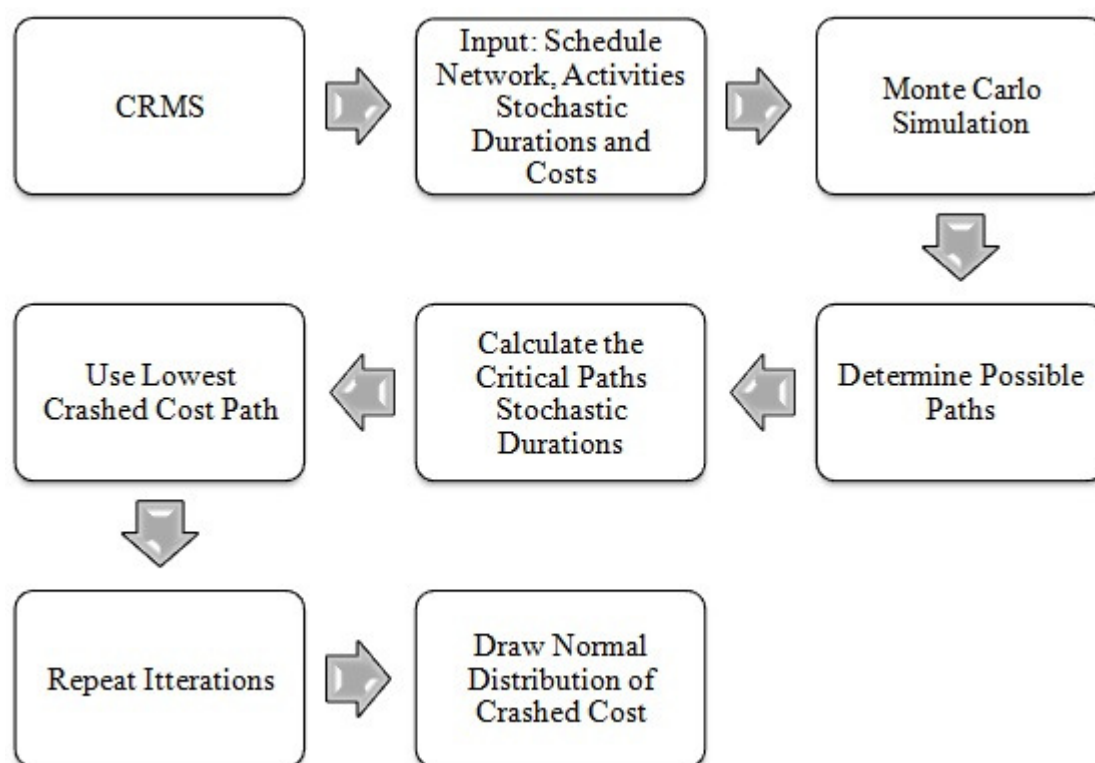 CRMS
Input: Schedule
Network, Activities
Stochastic
Durations and
Costs
Monte Carlo
Simulation
Determine Possible
Paths
Calculate the
Critical Paths
Stochastic
Durations
Use Lowest
Crashed Cost Path
Repeat Itterations
Draw Normal
Distribution of
Crashed Cost